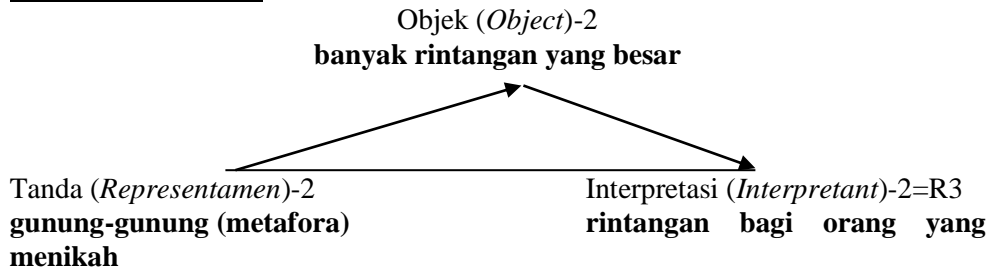 Objek (Object)-2
banyak rintangan yang besar
Tanda (Representamen)-2
gunung-gunung (metafora)
Interpretasi (Interpretant)-2=R3
rintangan bagi orang yang
menikah